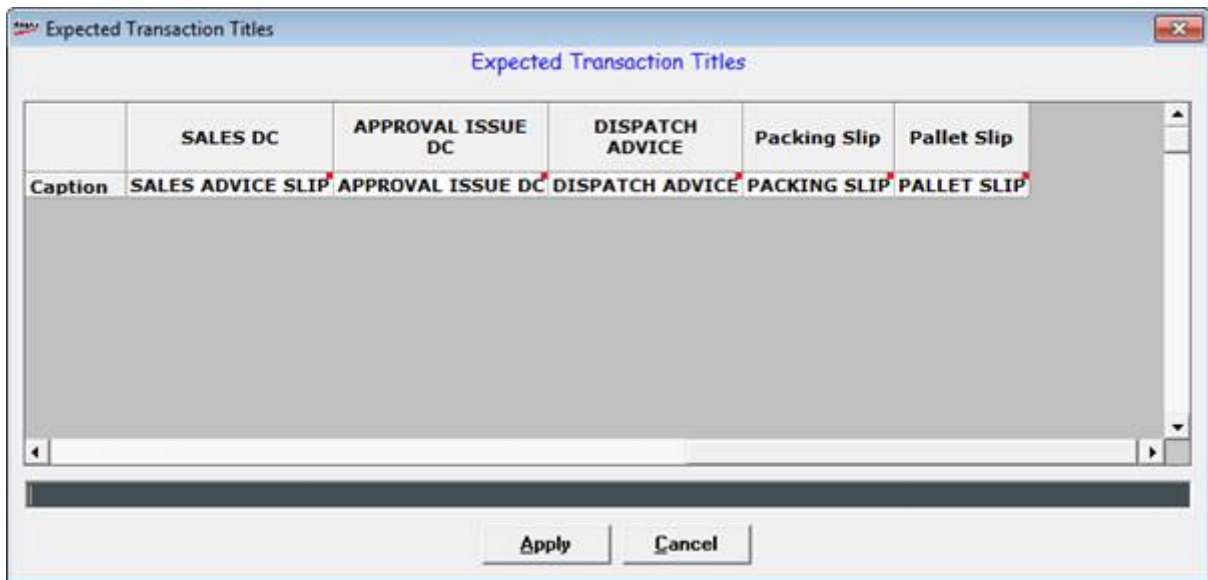 Expected Transaction Titles
Expected Transaction Titles
SALES DC
APPROVAL ISSUE
DC
DISPATCH
ADVICE
Packing Slip
Pallet Slip
Caption
SALES ADVICE SLIP
APPROVAL ISSUE DC
DISPATCH ADVICE
PACKING SLIP
PALLET SLIP
Apply
Cancel